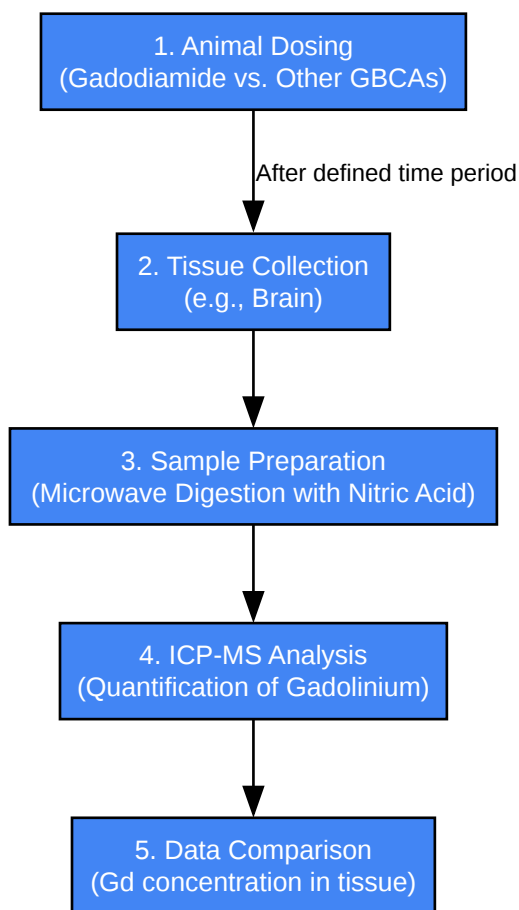 1. Animal Dosing
(Gadodiamide vs. Other GBCAs)
After defined time period
2. Tissue Collection
(e.g., Brain)
3. Sample Preparation
(Microwave Digestion with Nitric Acid)
4. ICP-MS Analysis
(Quantification of Gadolinium)
5. Data Comparison
(Gd concentration in tissue)